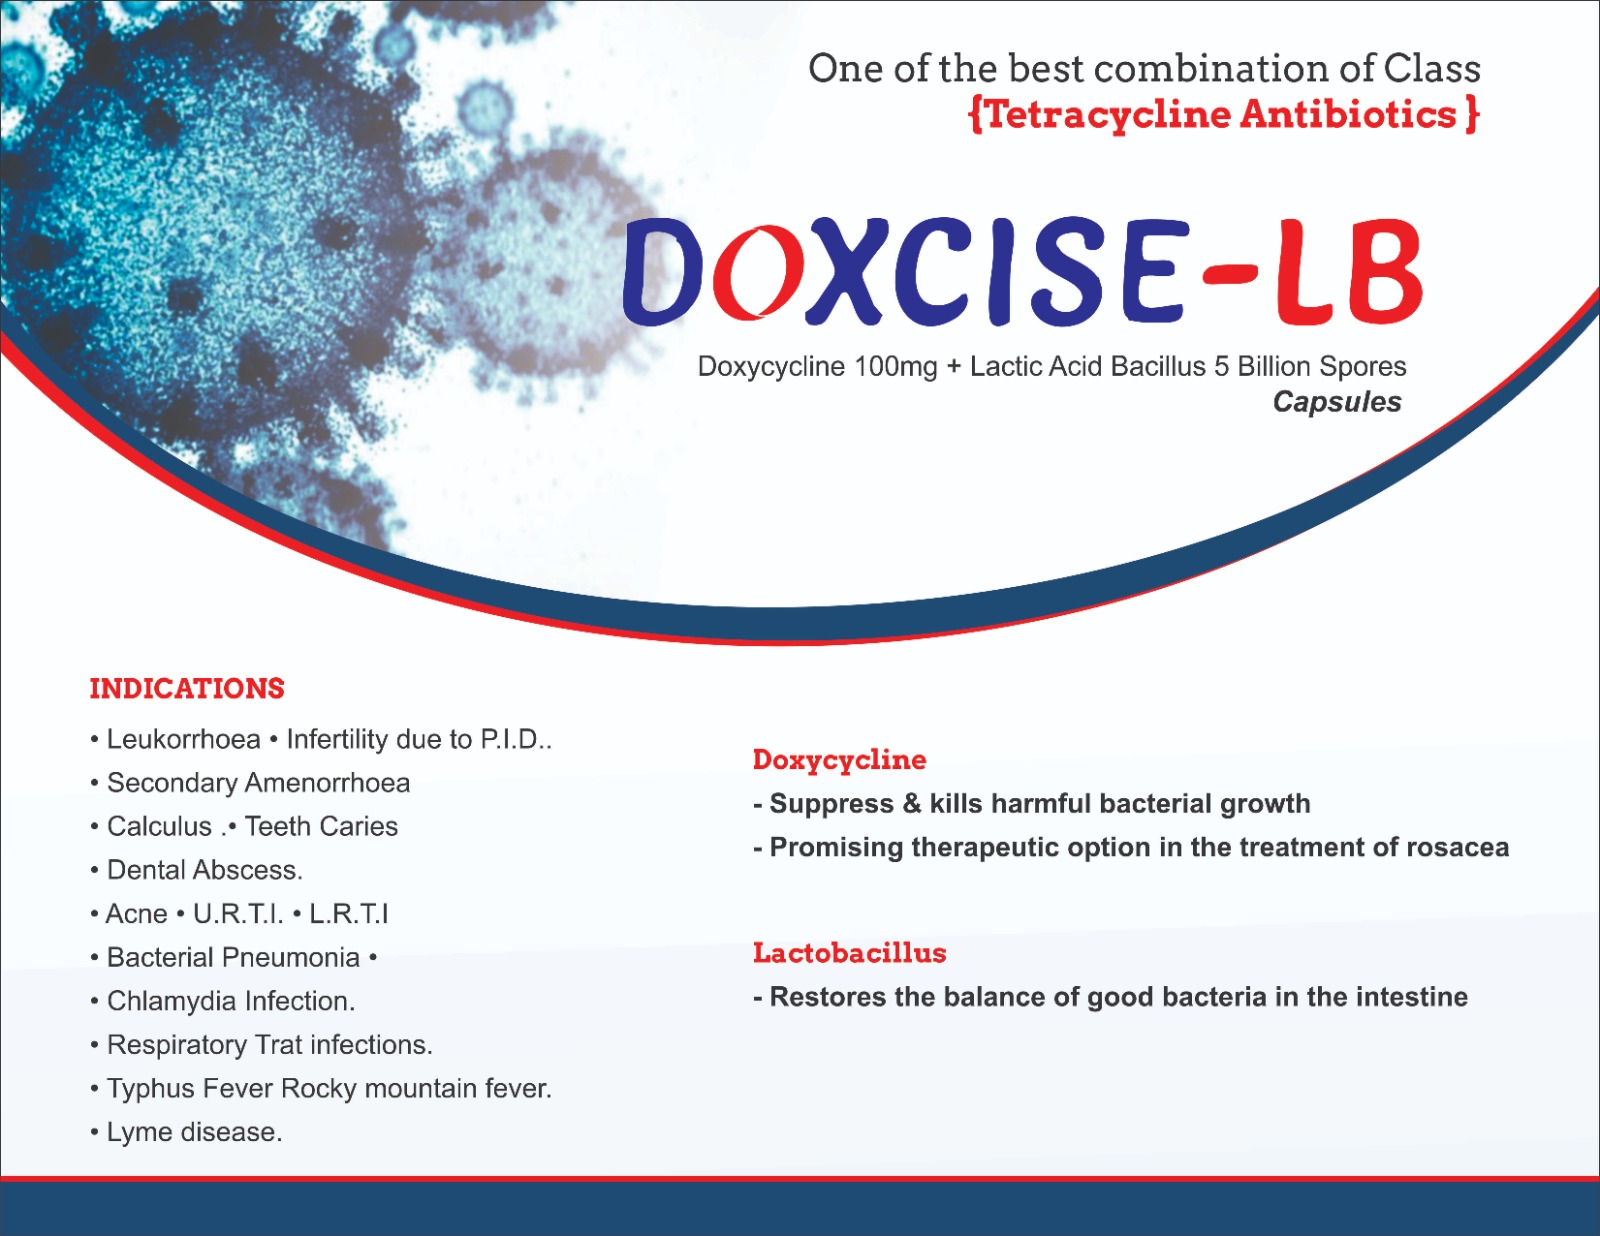 One of the best combination of Class
{Tetracycline Antibiotics }
DOXCISE-LB
Doxycycline 100mg + Lactic Acid Bacillus 5 Billion Spores
Capsules
INDICATIONS
• Leukorrhoea • Infertility due to P.I.D..
• Secondary Amenorrhoea
• Calculus .• Teeth Caries
• Dental Abscess.
• Acne • U.R.T.I. • L.R.T.I
• Bacterial Pneumonia •
• Chlamydia Infection.
• Respiratory Trat infections.
• Typhus Fever Rocky mountain fever.
• Lyme disease.
Doxycycline
- Suppress & kills harmful bacterial growth
- Promising therapeutic option in the treatment of rosacea
Lactobacillus
- Restores the balance of good bacteria in the intestine